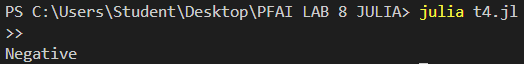 PS C:\Users\Student\Desktop\PFAI LAB 8 JULIA> julia t4.jl
>>
Negative